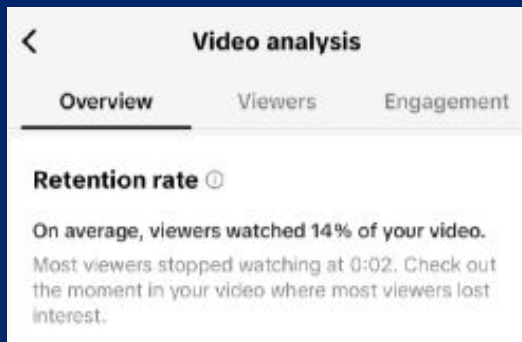 Video analysis
Overview Viewers Engagement
Retention rate
On average, viewers watched 14% of your video.
Most viewers stopped watching at 0:02. Check out
the moment in your video where most viewers lost
interest.